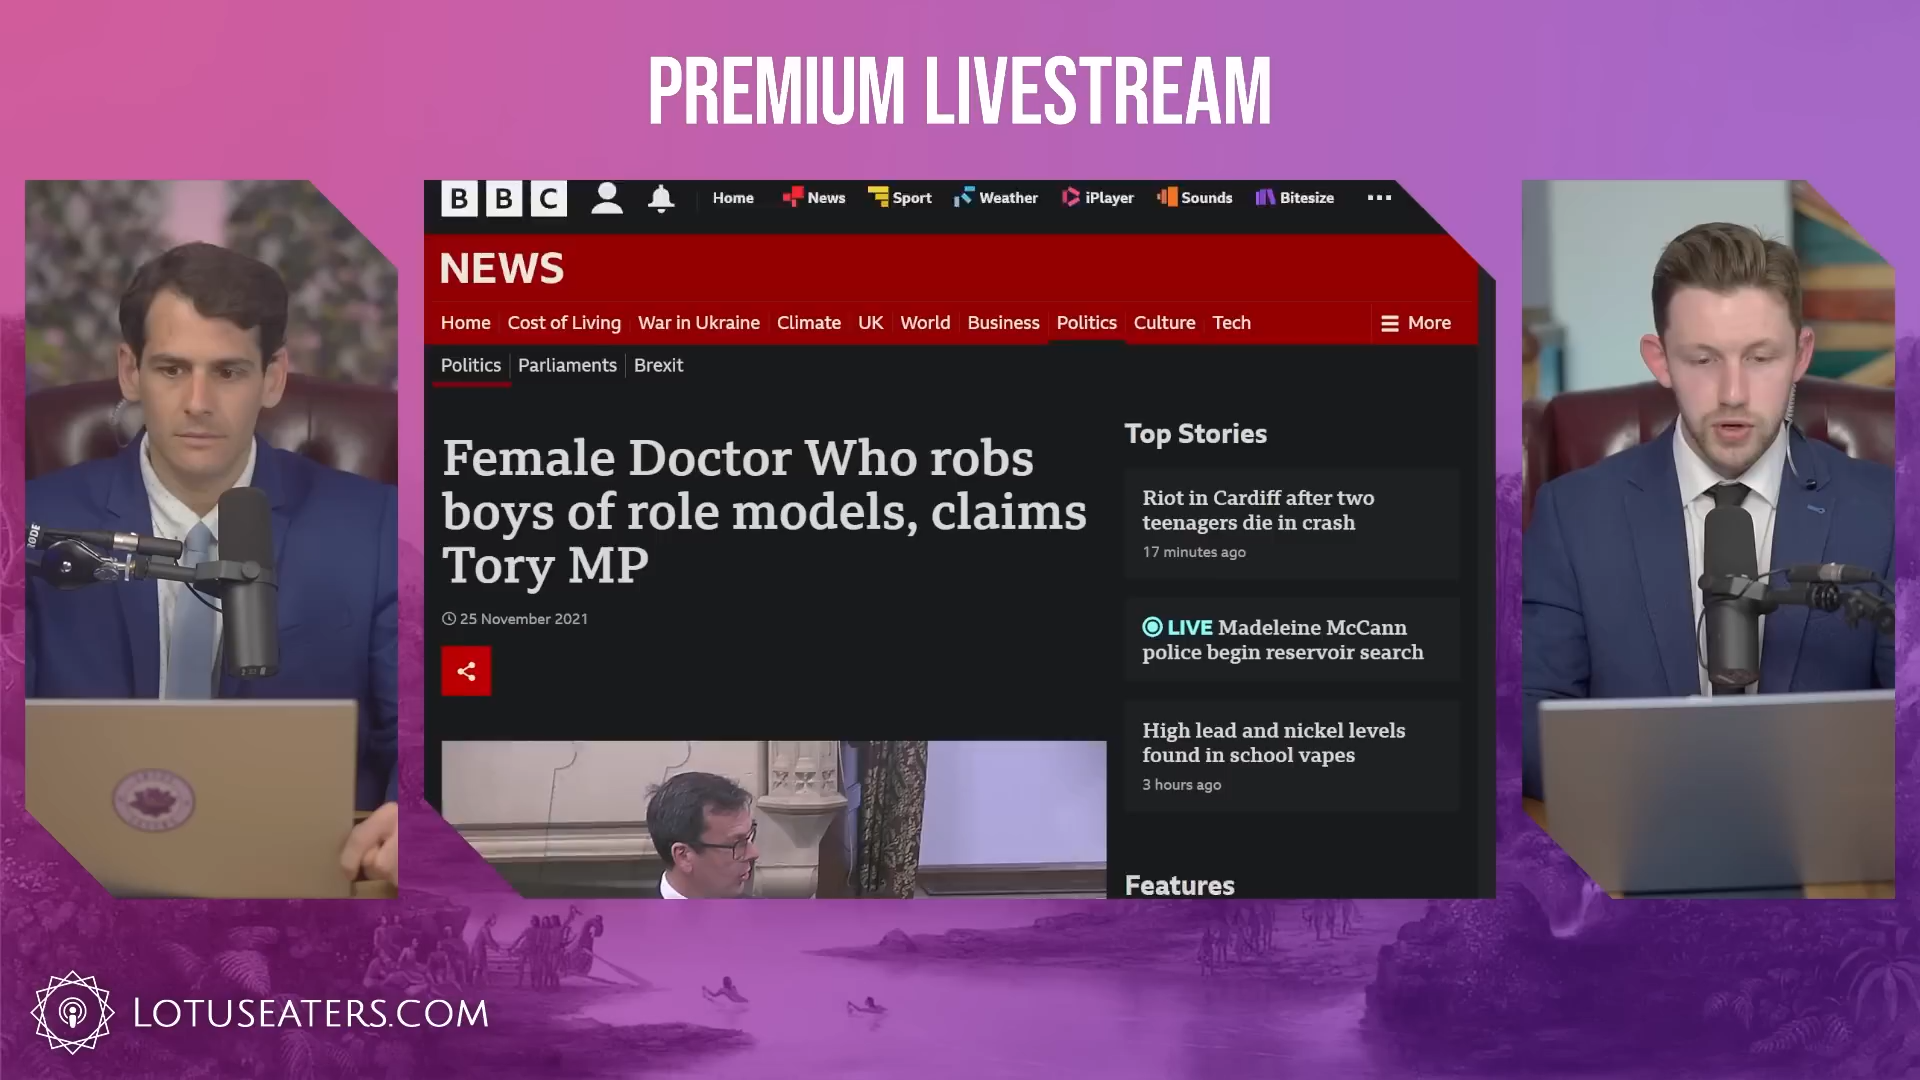 PREMIUM LIVESTREAM
BBC
Home
News
Sport
Weather
iPlayer
Sounds
Bitesize
NEWS
Home
Cost of Living
War in Ukraine
Climate
UK
World
Business
Politics
Culture
Tech
More
Politics
Parliaments
Brexit
Female Doctor Who robs
boys of role models, claims
Tory MP
25 November 2021
Top Stories
Riot in Cardiff after two
teenagers die in crash
17 minutes ago
LIVE Madeleine McCann
police begin reservoir search
High lead and nickel levels
found in school vapes
3 hours ago
Features
RØDE
LOTUSEATERS.COM